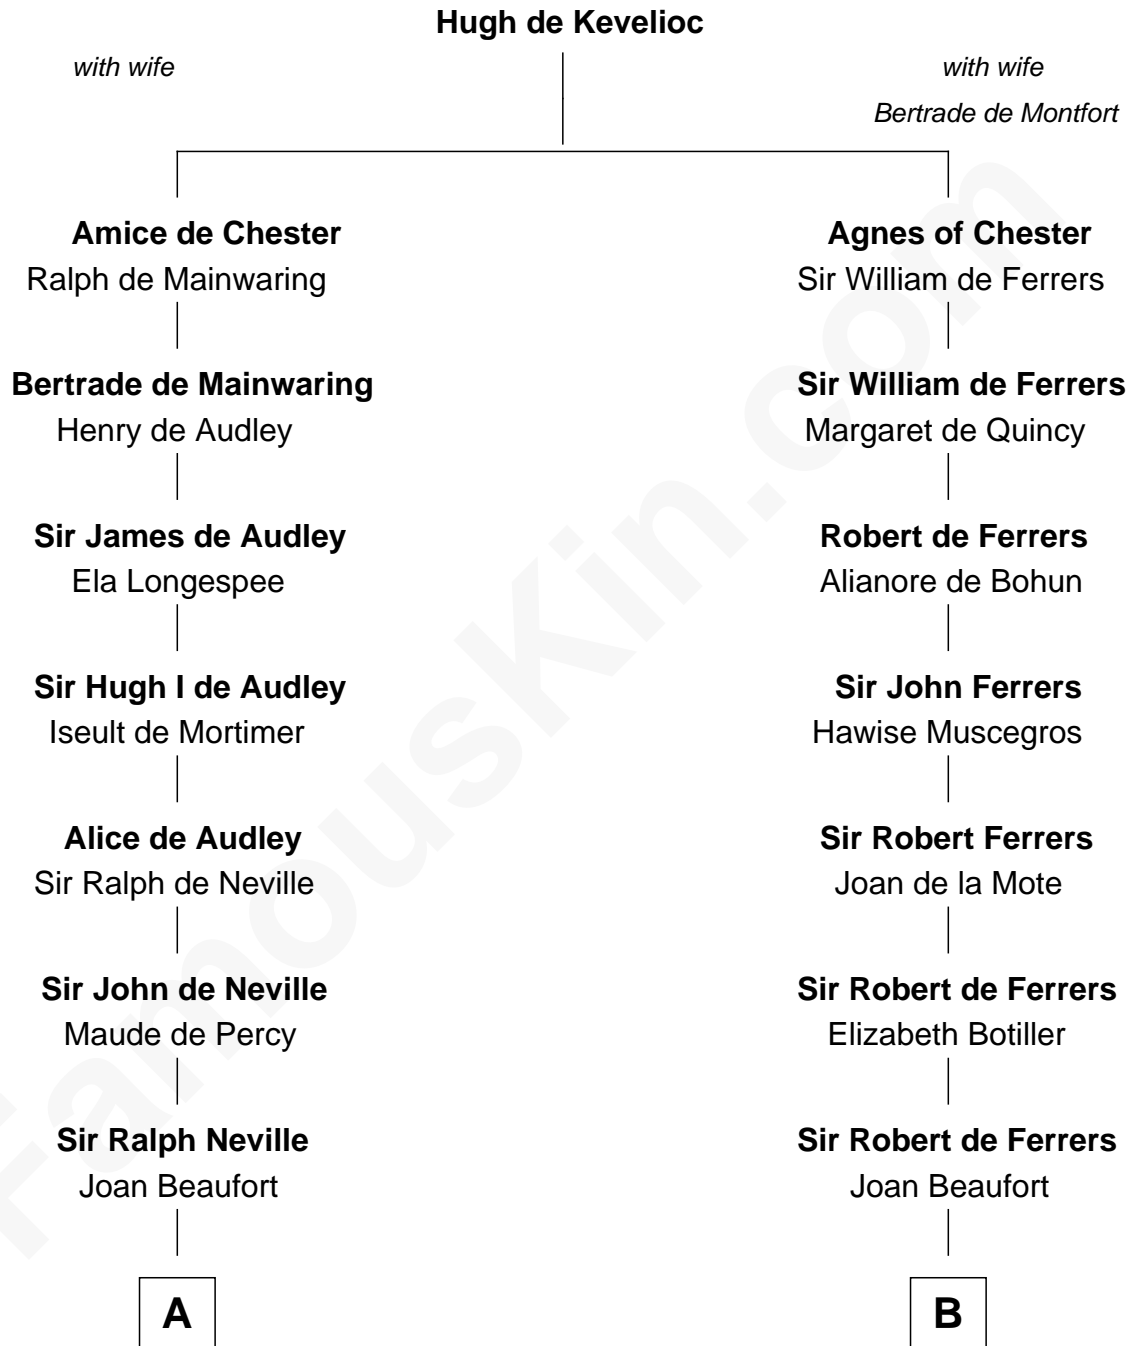 Hugh de Kevelioc
with wife
with wife
Bertrade de Montfort
Amice de Chester
Ralph de Mainwaring
Agnes of Chester
Sir William de Ferrers
Bertrade de Mainwaring
Henry de Audley
Sir William de Ferrers
Margaret de Quincy
Sir James de Audley
Ela Longespee
Robert de Ferrers
Alianore de Bohun
Sir Hugh I de Audley
Iseult de Mortimer
Sir John Ferrers
Hawise Muscegros
Alice de Audley
Sir Ralph de Neville
Sir Robert Ferrers
Joan de la Mote
Sir John de Neville
Maude de Percy
Sir Robert de Ferrers
Elizabeth Botiller
Sir Ralph Neville
Joan Beaufort
Sir Robert de Ferrers
Joan Beaufort
A
B
FamousKin.com